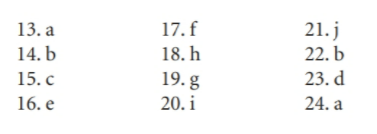 13. a
14. b
15. c
16. e
17. f
18. h
19. g
20. i
21. j
22. b
23. d
24. a